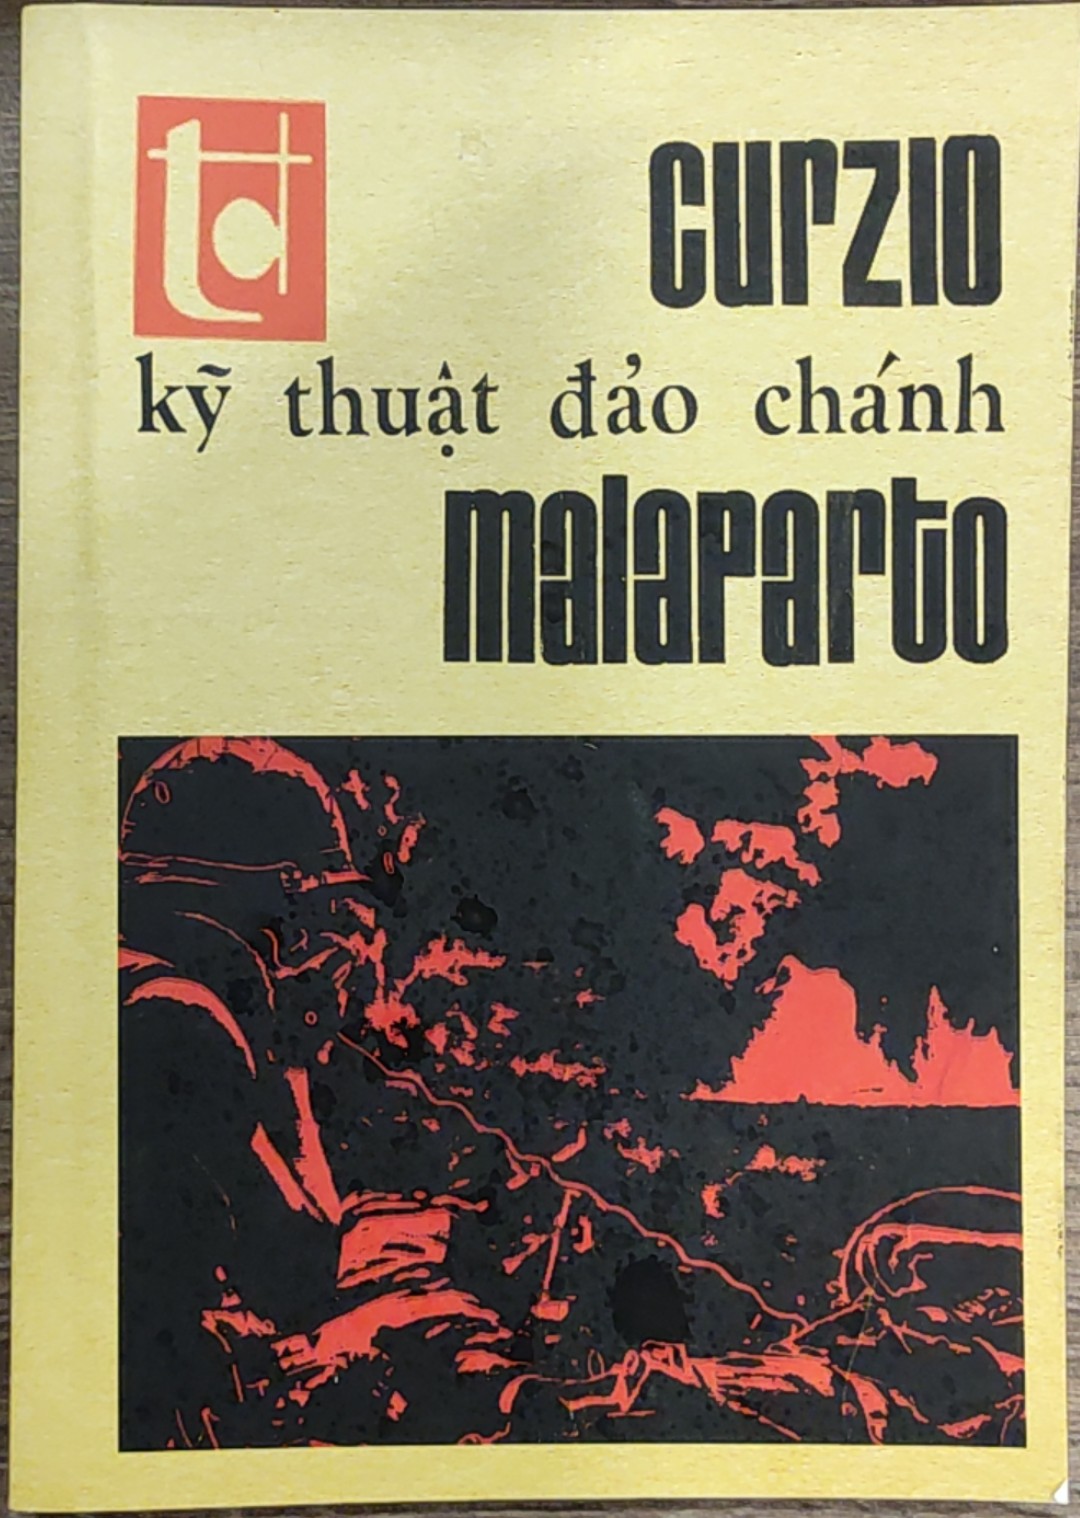 td
curzio
kỹ thuật đảo chánh
malaparto